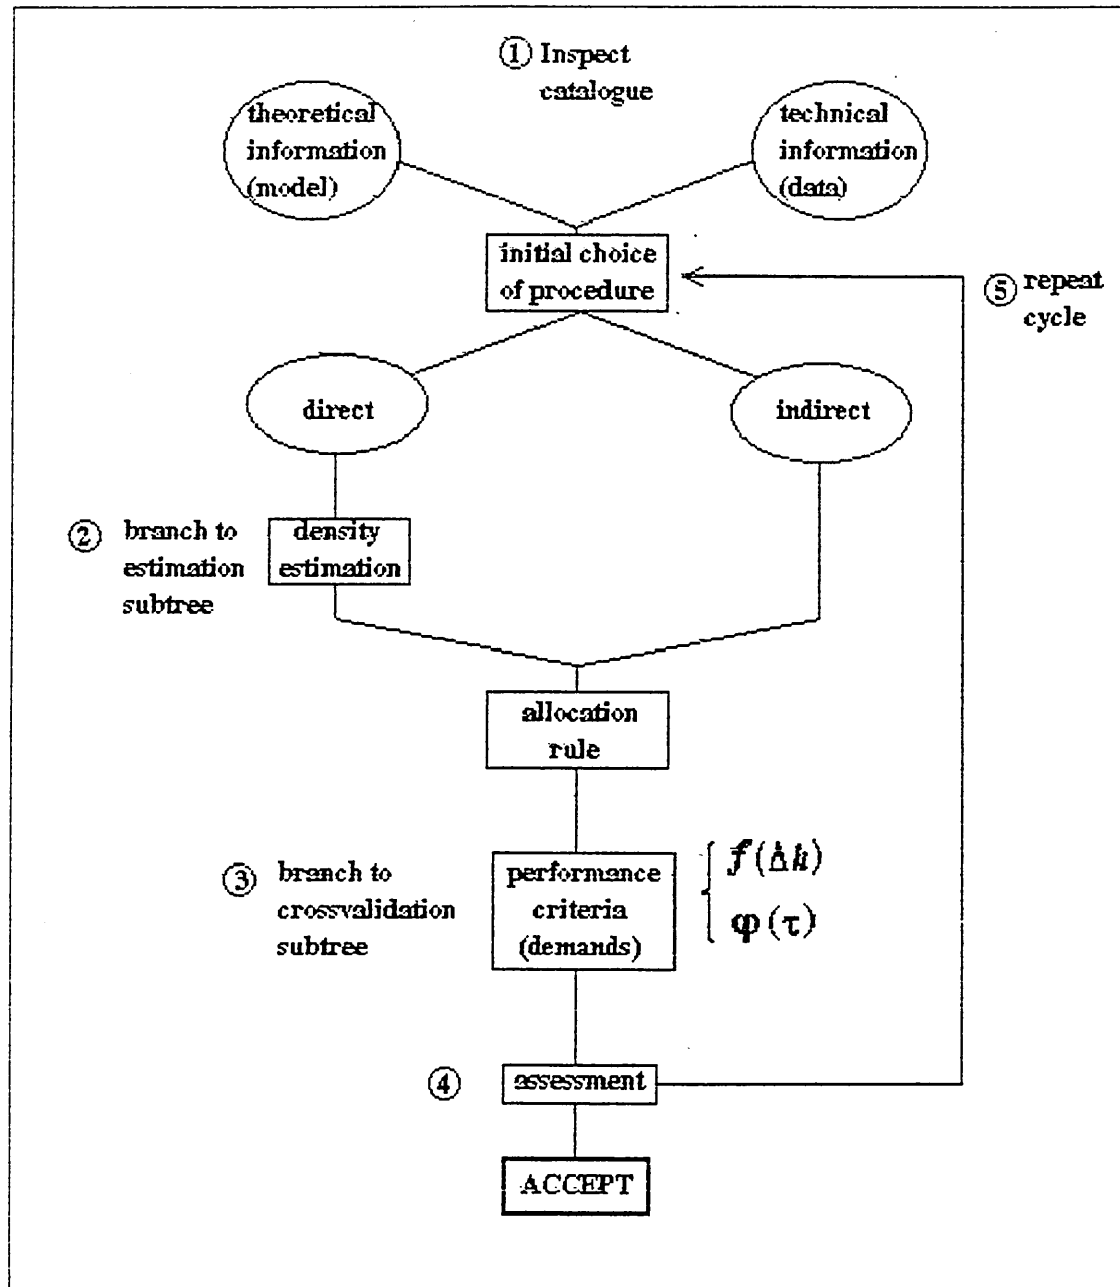 ① Inspect
catalogue
theoretical
information
(model)
technical
information
(data)
initial choice
of procedure
⑤ repeat
cycle
direct
indirect
② branch to
estimation
subtree
density
estimation
allocation
rule
③ branch to
crossvalidation
subtree
performance
criteria
(demands)
f(Δh)
φ(τ)
④
assessment
ACCEPT